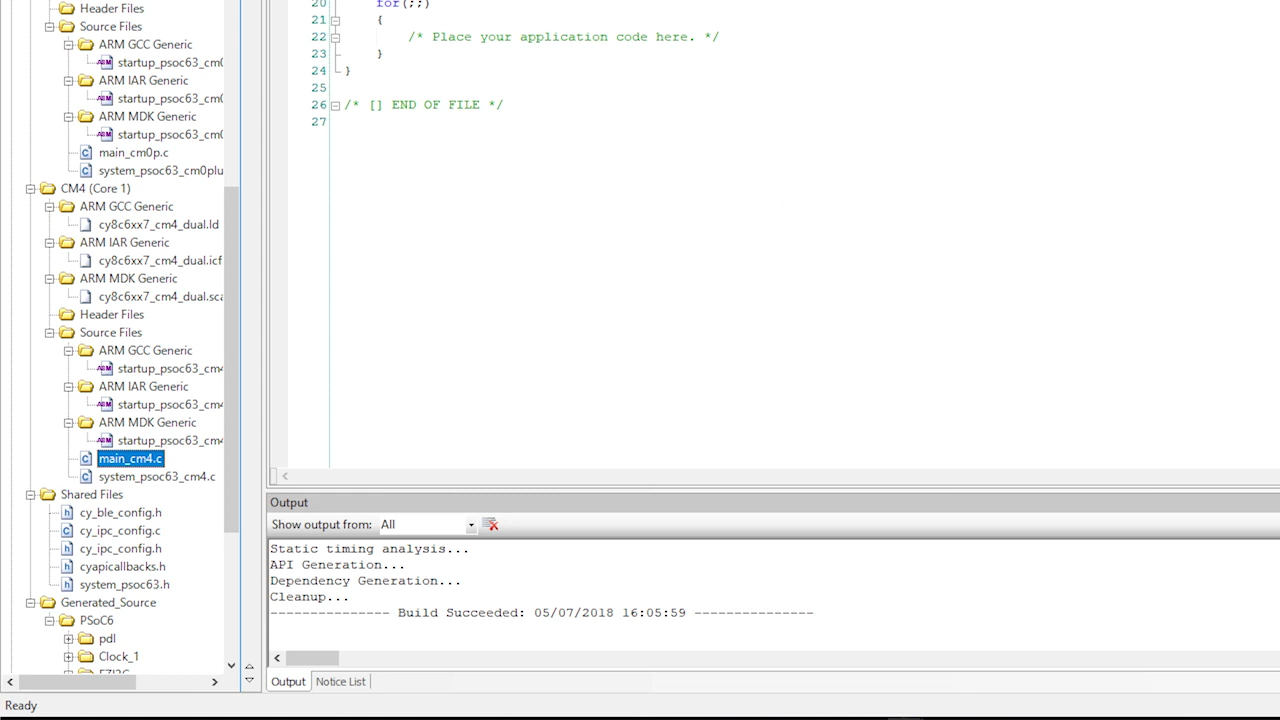 Header Files
Source Files
ARM GCC Generic
startup_psoc63_cm0
ARM IAR Generic
startup_psoc63_cm0
ARM MDK Generic
startup_psoc63_cm0
main_cm0p.c
system_psoc63_cm0plu
CM4 (Core 1)
ARM GCC Generic
cy8c6xx7_cm4_dual.ld
ARM IAR Generic
cy8c6xx7_cm4_dual.icf
ARM MDK Generic
cy8c6xx7_cm4_dual.sca
Header Files
Source Files
ARM GCC Generic
startup_psoc63_cm4
ARM IAR Generic
startup_psoc63_cm4
ARM MDK Generic
startup_psoc63_cm4
main_cm4.c
system_psoc63_cm4.c
Shared Files
cy_ble_config.h
cy_ipc_config.c
cy_ipc_config.h
cyapicallbacks.h
system_psoc63.h
Generated_Source
PSoC6
pdl
Clock_1
20 for(;;)
21 {
22 /* Place your application code here. */
23 }
24 }
25
26 /* [] END OF FILE */
27
Output
Show output from: All
Static timing analysis...
API Generation...
Dependency Generation...
Cleanup...
--------------- Build Succeeded: 05/07/2018 16:05:59 ---------------
Output Notice List
Ready